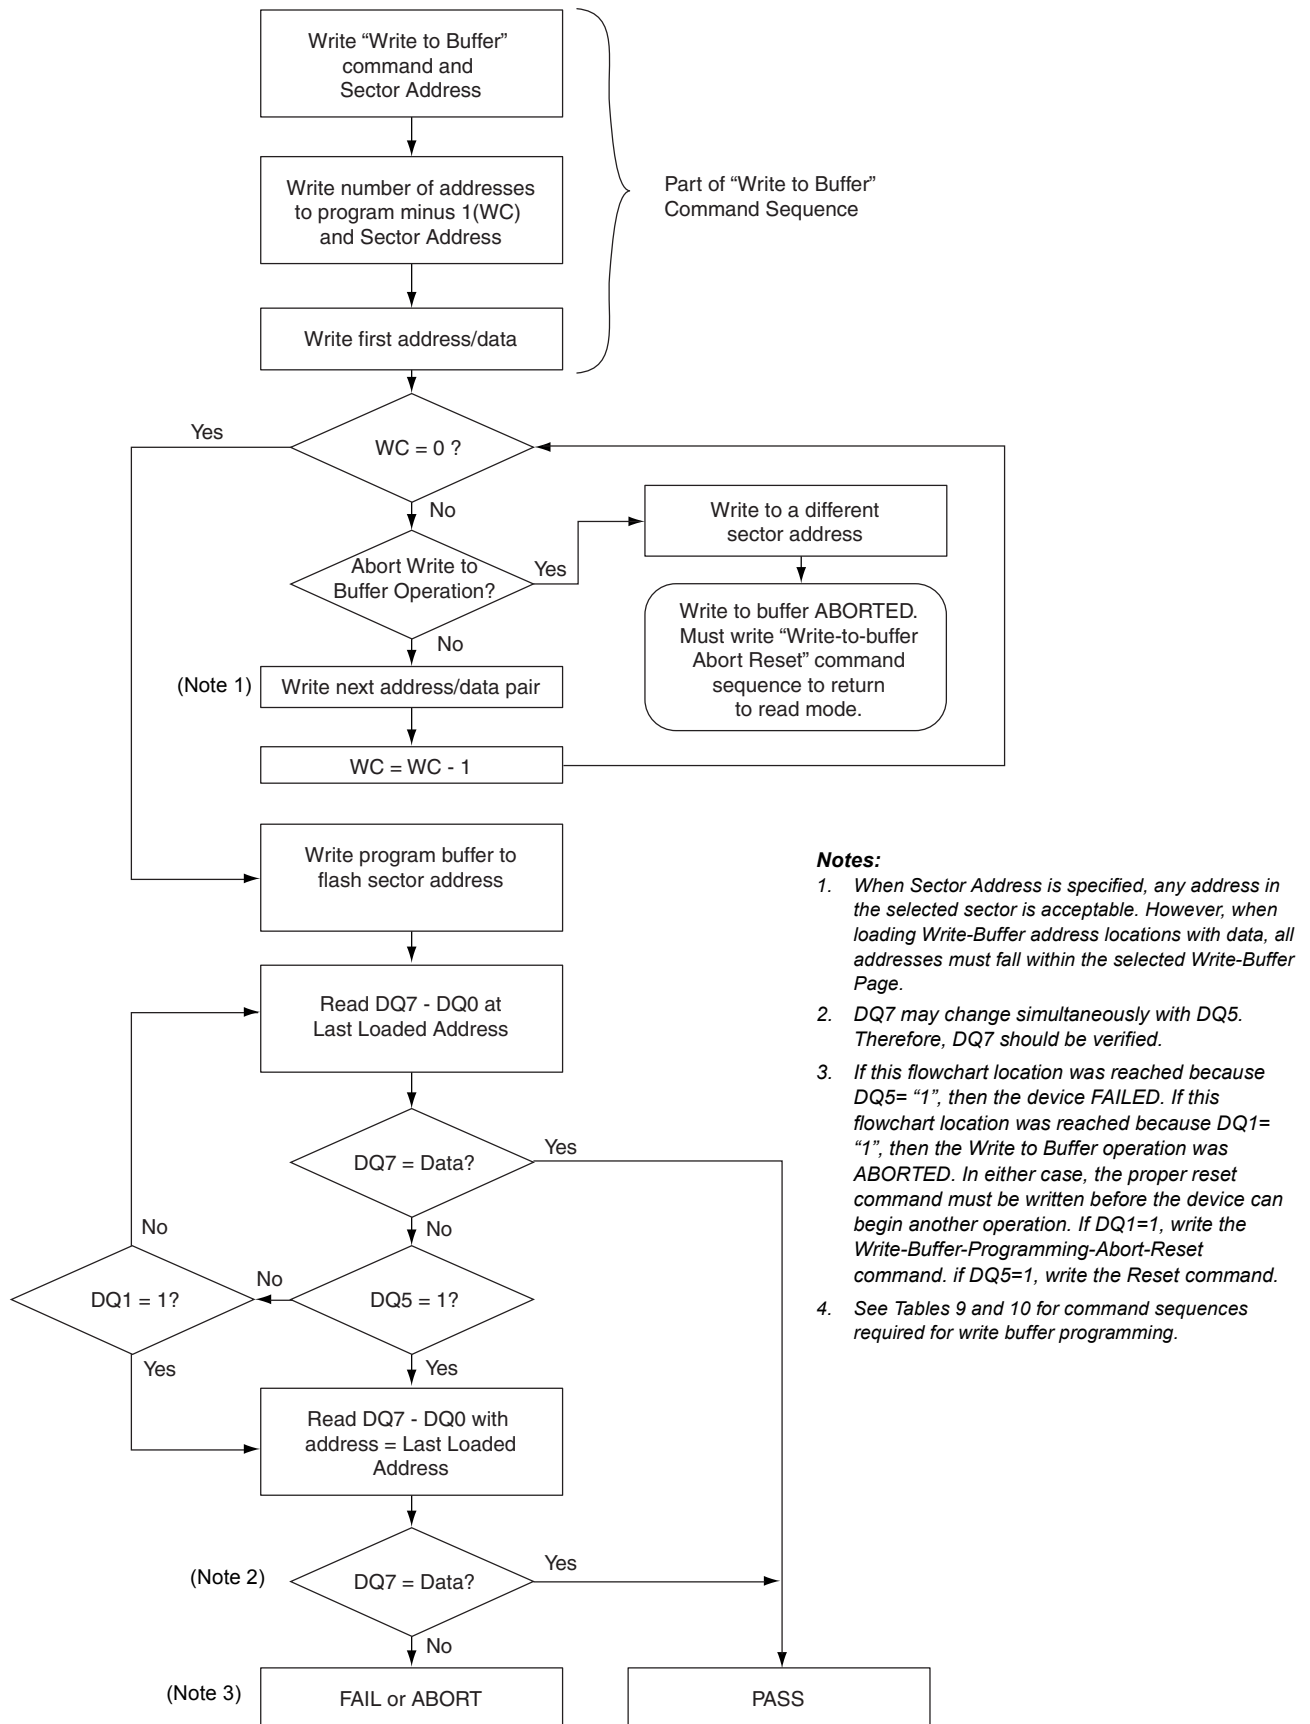 Write “Write to Buffer”
command and
Sector Address
Write number of addresses
to program minus 1(WC)
and Sector Address
Part of “Write to Buffer”
Command Sequence
Write first address/data
Yes
WC = 0 ?
No
Write to a different
sector address
Abort Write to
Buffer Operation?
Yes
No
Write to buffer ABORTED.
Must write “Write-to-buffer
Abort Reset” command
sequence to return
to read mode.
(Note 1)
Write next address/data pair
WC = WC - 1
Write program buffer to
flash sector address
Read DQ7 - DQ0 at
Last Loaded Address
DQ7 = Data?
Yes
No
No
DQ1 = 1?
No
DQ5 = 1?
Yes
Yes
Read DQ7 - DQ0 with
address = Last Loaded
Address
(Note 2)
DQ7 = Data?
Yes
No
(Note 3)
FAIL or ABORT
PASS
Notes:
1. When Sector Address is specified, any address in
the selected sector is acceptable. However, when
loading Write-Buffer address locations with data, all
addresses must fall within the selected Write-Buffer
Page.
2. DQ7 may change simultaneously with DQ5.
Therefore, DQ7 should be verified.
3. If this flowchart location was reached because
DQ5= “1”, then the device FAILED. If this
flowchart location was reached because DQ1=
“1”, then the Write to Buffer operation was
ABORTED. In either case, the proper reset
command must be written before the device can
begin another operation. If DQ1=1, write the
Write-Buffer-Programming-Abort-Reset
command. if DQ5=1, write the Reset command.
4. See Tables 9 and 10 for command sequences
required for write buffer programming.